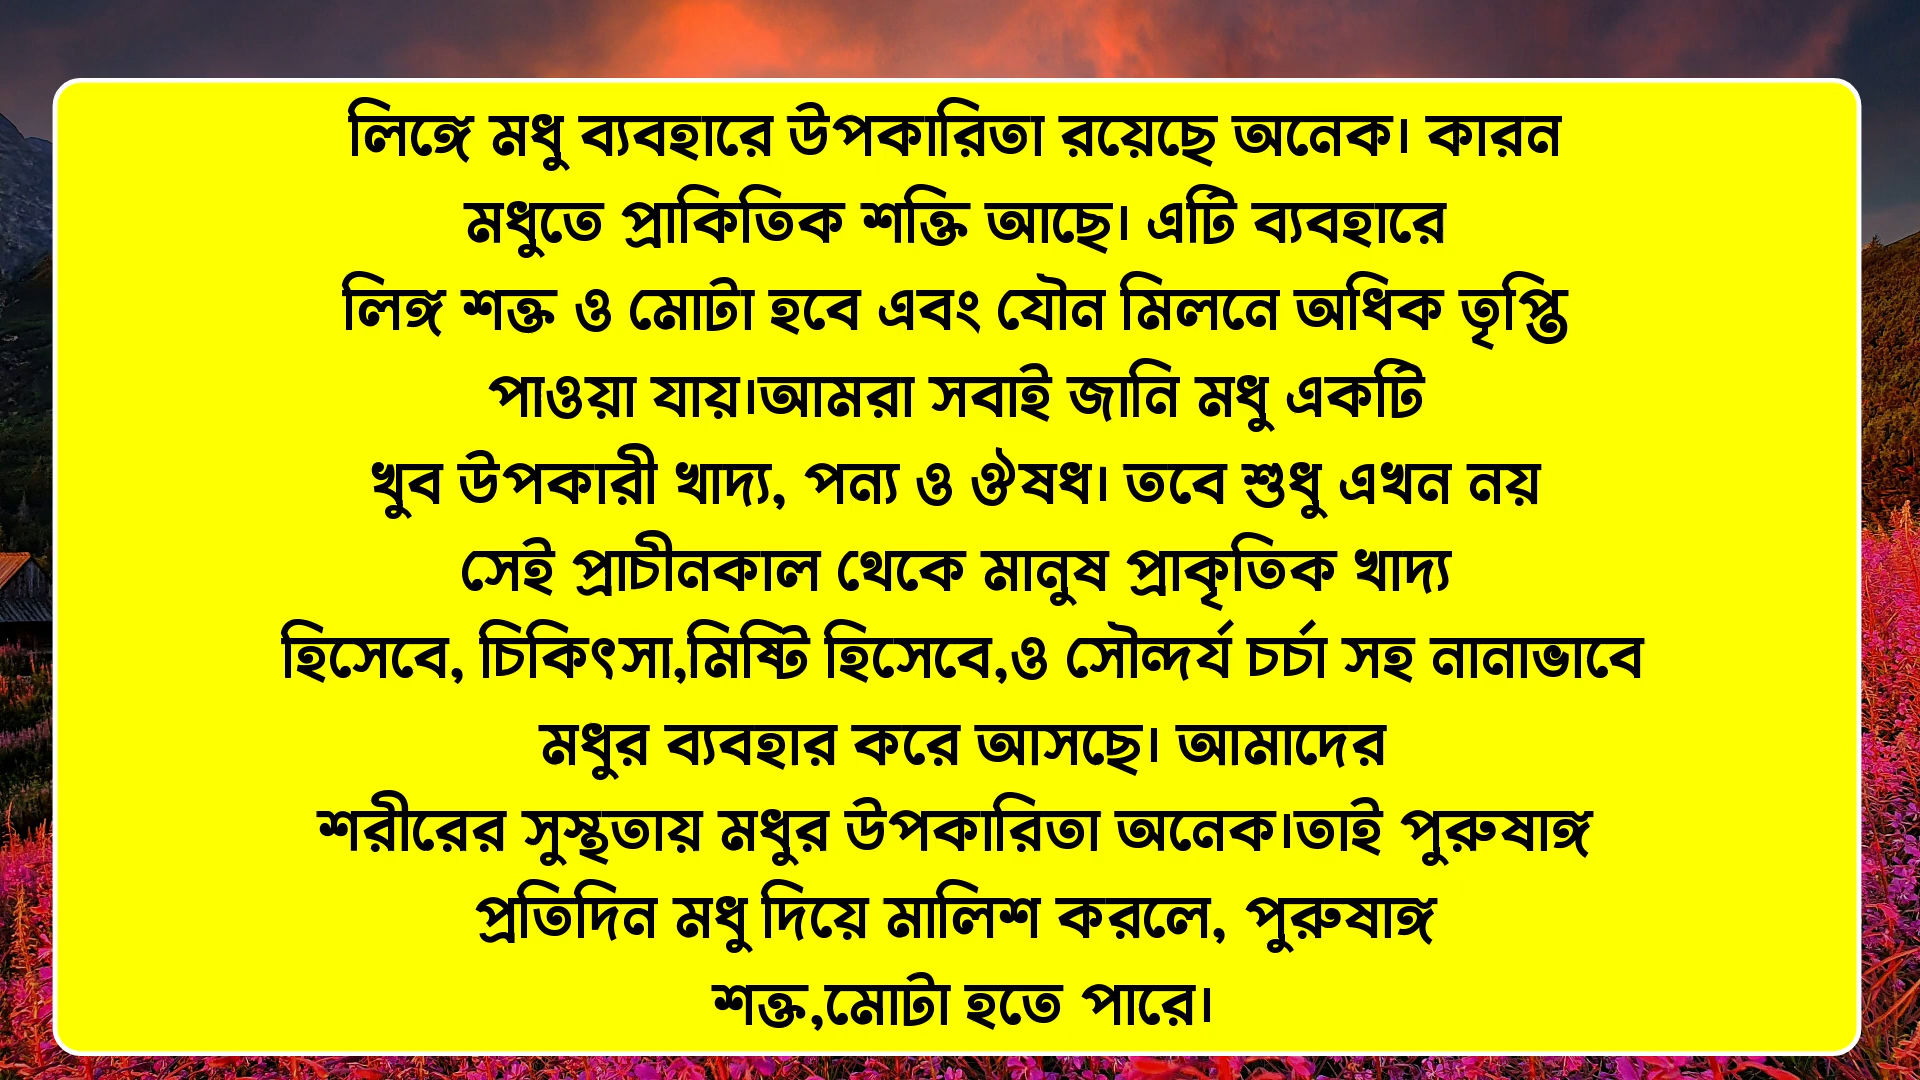 লিঙ্গে মধু ব্যবহারে উপকারিতা রয়েছে অনেক। কারন
মধুতে প্রাকিতিক শক্তি আছে। এটি ব্যবহারে
লিঙ্গ শক্ত ও মোটা হবে এবং যৌন মিলনে অধিক তৃপ্তি
পাওয়া যায়।আমরা সবাই জানি মধু একটি
খুব উপকারী খাদ্য, পন্য ও ঔষধ। তবে শুধু এখন নয়
সেই প্রাচীনকাল থেকে মানুষ প্রাকৃতিক খাদ্য
হিসেবে, চিকিৎসা,মিষ্টি হিসেবে,ও সৌন্দর্য চর্চা সহ নানাভাবে
মধুর ব্যবহার করে আসছে। আমাদের
শরীরের সুস্থতায় মধুর উপকারিতা অনেক।তাই পুরুষাঙ্গ
প্রতিদিন মধু দিয়ে মালিশ করলে, পুরুষাঙ্গ
শক্ত,মোটা হতে পারে।